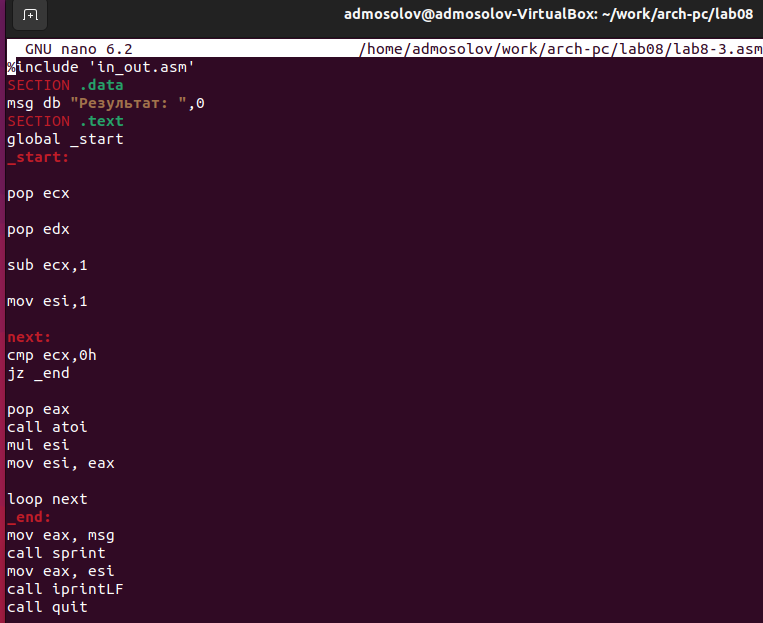 admosolov@admosolov-VirtualBox: ~/work/arch-pc/lab08
GNU nano 6.2 /home/admosolov/work/arch-pc/lab08/lab8-3.asm
%include 'in_out.asm'
SECTION .data
msg db "Результат: ",0
SECTION .text
global _start
_start:
pop ecx
pop edx
sub ecx,1
mov esi,1
next:
cmp ecx,0h
jz _end
pop eax
call atoi
mul esi
mov esi, eax
loop next
_end:
mov eax, msg
call sprint
mov eax, esi
call iprintLF
call quit